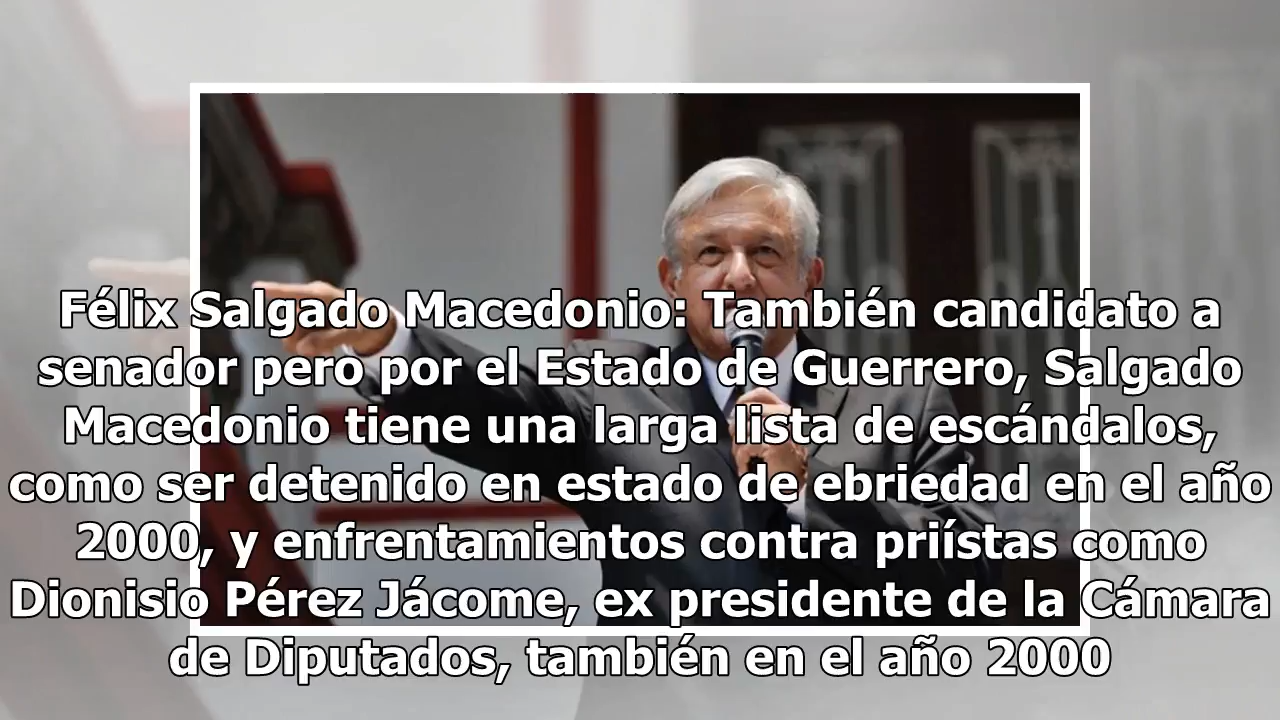 Félix Salgado Macedonio: También candidato a
senador pero por el Estado de Guerrero, Salgado
Macedonio tiene una larga lista de escándalos,
como ser detenido en estado de ebriedad en el año
2000, y enfrentamientos contra priístas como
Dionisio Pérez Jácome, ex presidente de la Cámara
de Diputados, también en el año 2000